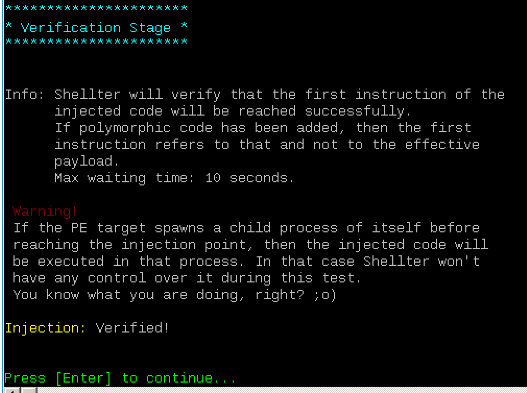 **********************
* Verification Stage *
**********************
Info: Shellter will verify that the first instruction of the
injected code will be reached successfully.
If polymorphic code has been added, then the first
instruction refers to that and not to the effective
payload.
Max waiting time: 10 seconds.
Warning!
If the PE target spawns a child process of itself before
reaching the injection point, then the injected code will
be executed in that process. In that case Shellter won't
have any control over it during this test.
You know what you are doing, right? ;o)
Injection: Verified!
Press [Enter] to continue...